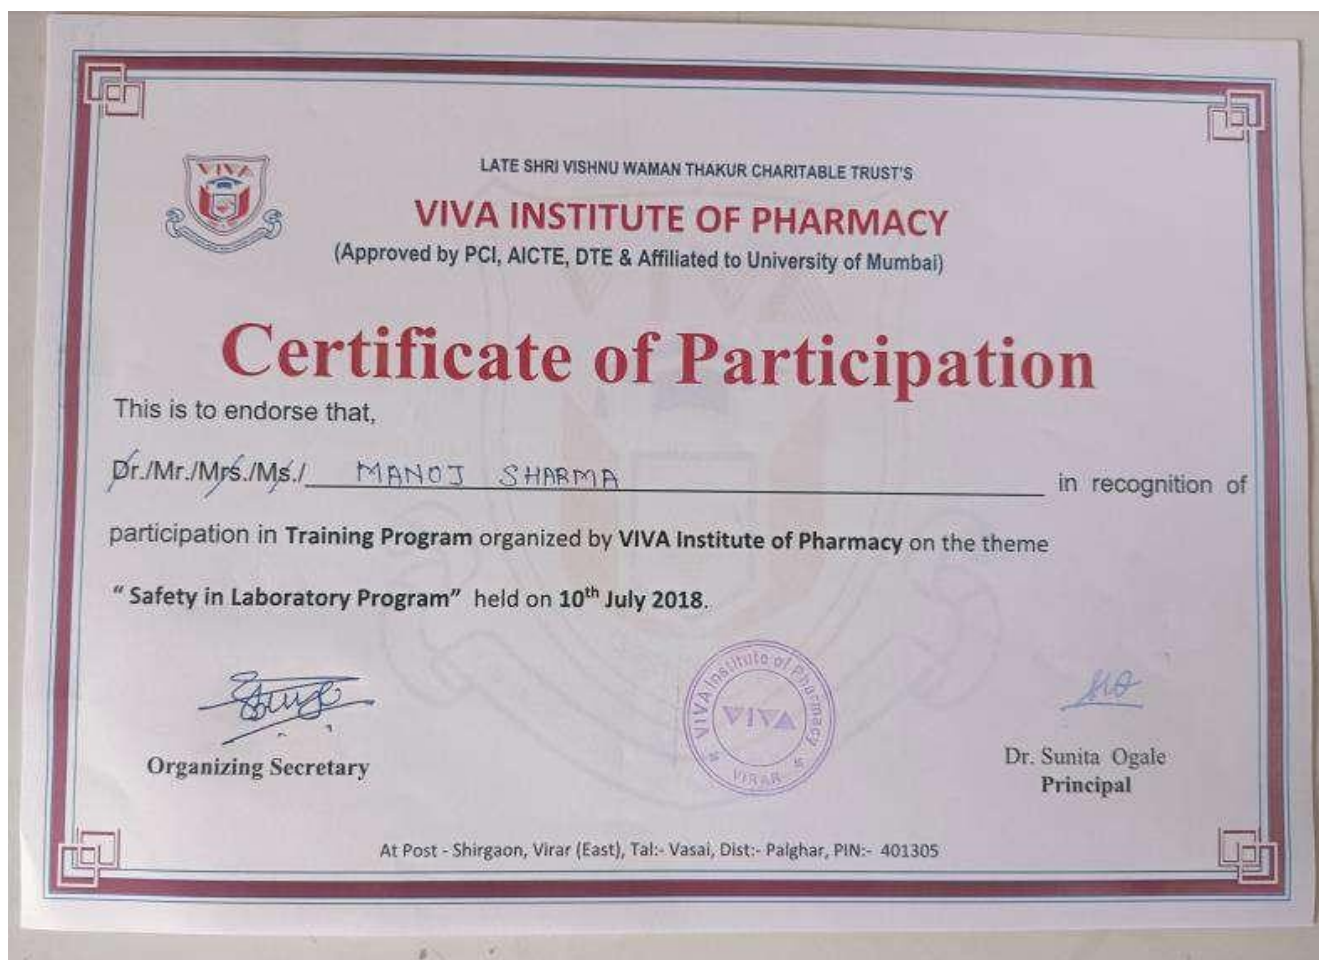 VIVA
LATE SHRI VISHNU WAMAN THAKUR CHARITABLE TRUST'S
VIVA INSTITUTE OF PHARMACY
(Approved by PCI, AICTE, DTE & Affiliated to University of Mumbai)
Certificate of Participation
This is to endorse that,
Dr./Mr./Mrs./Ms./ MANOJ SHARMA in recognition of
participation in Training Program organized by VIVA Institute of Pharmacy on the theme
“ Safety in Laboratory Program” held on 10th July 2018.
VIVA Institute of Pharmacy
VIVA
VIRAR
Organizing Secretary
Dr. Sunita Ogale
Principal
At Post - Shirgaon, Virar (East), Tal:- Vasai, Dist:- Palghar, PIN:- 401305